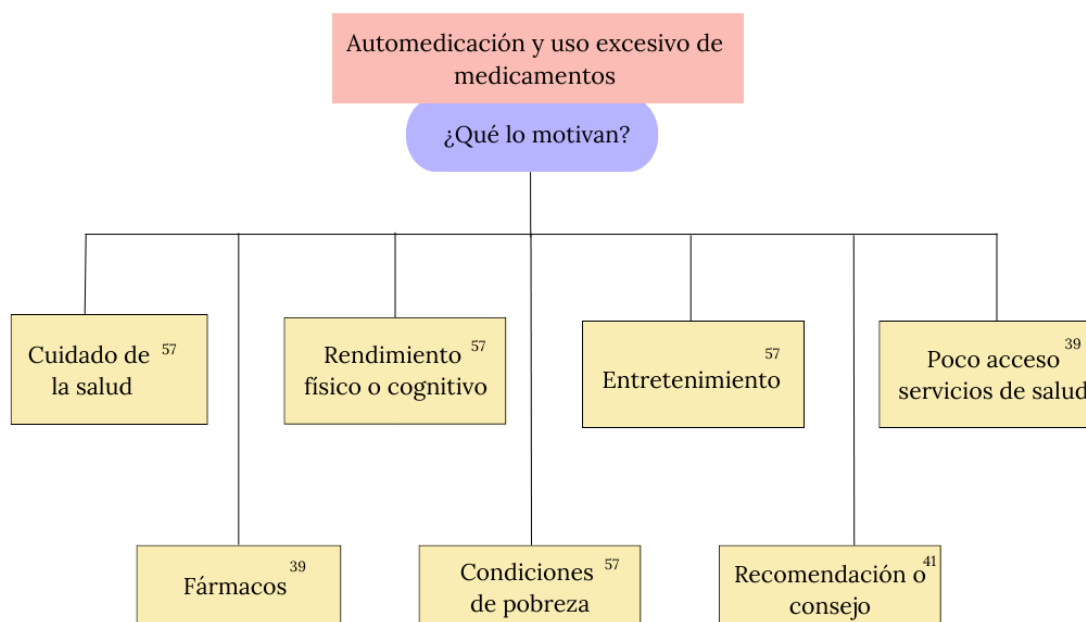 Automedicación y uso excesivo de
medicamentos
¿Qué lo motivan?
Cuidado de 57
la salud
Rendimiento 57
físico o cognitivo
57
Entretenimiento
39
Poco acceso
servicios de salud
Fármacos 39
Condiciones 57
de pobreza
Recomendación o 41
consejo